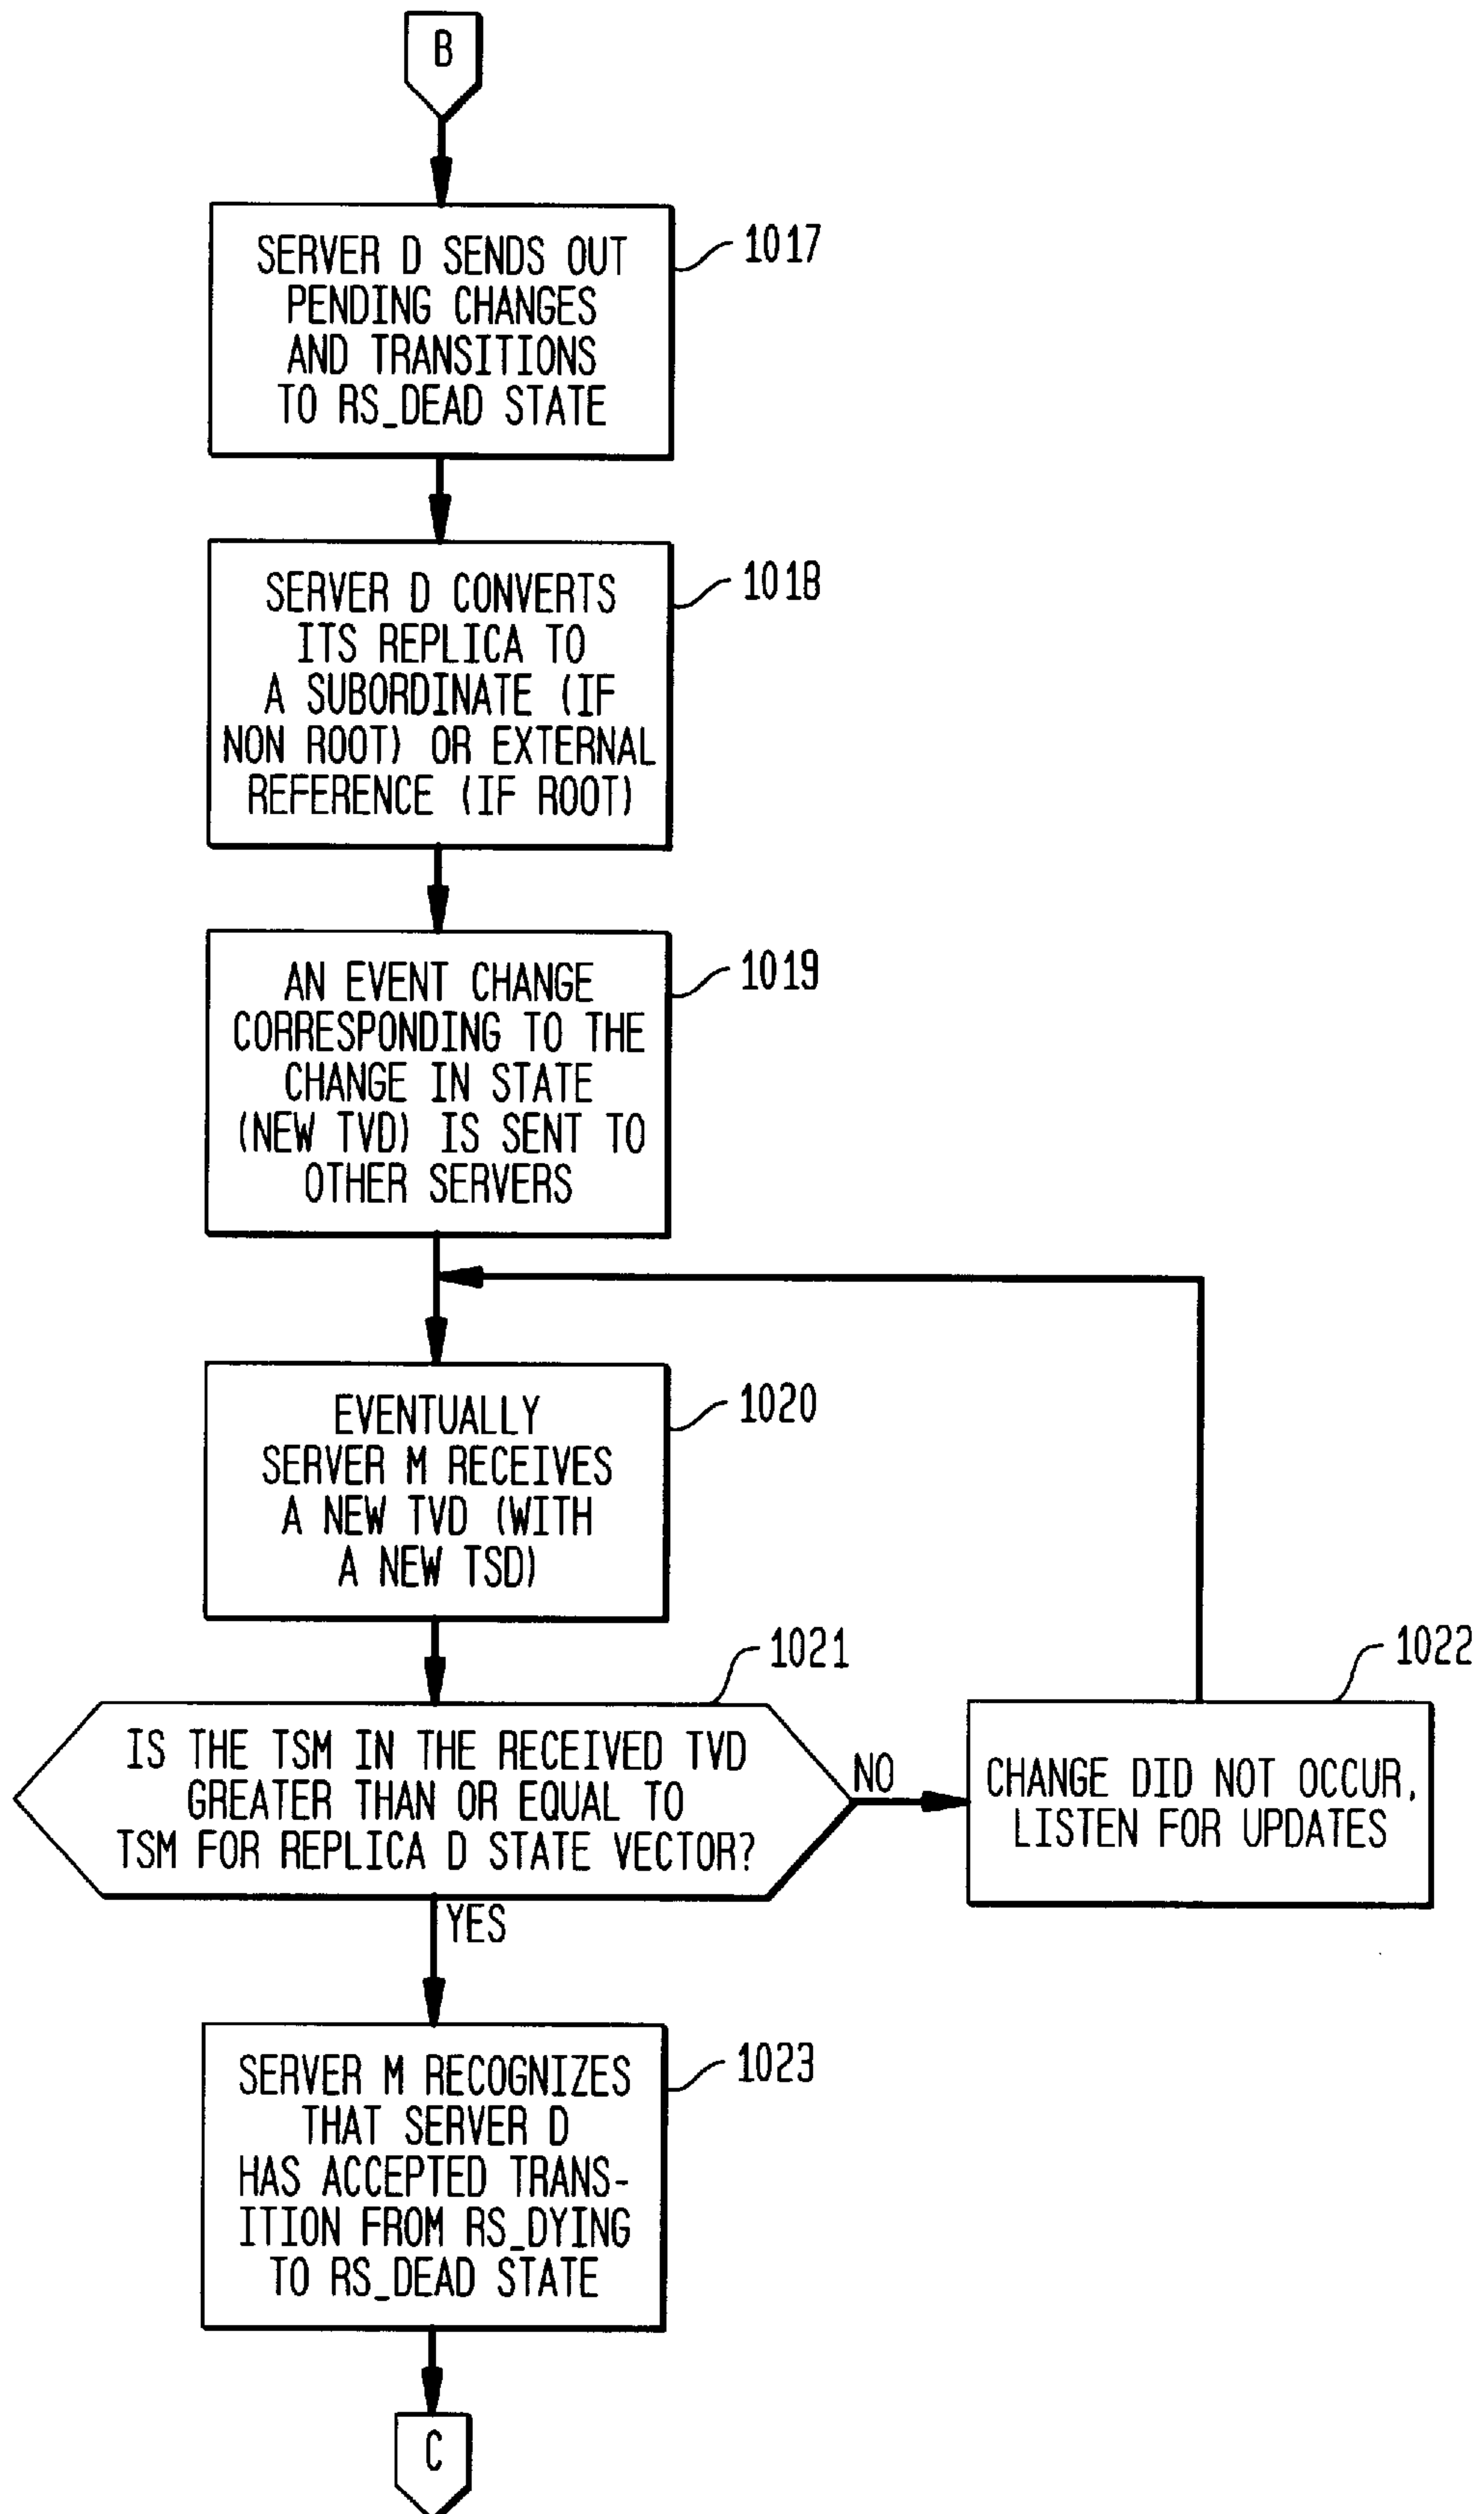 B
SERVER D SENDS OUT
PENDING CHANGES
AND TRANSITIONS
TO RS_DEAD STATE
1017
SERVER D CONVERTS
ITS REPLICA TO
A SUBORDINATE (IF
NON ROOT) OR EXTERNAL
REFERENCE (IF ROOT)
1018
AN EVENT CHANGE
CORRESPONDING TO THE
CHANGE IN STATE
(NEW TVD) IS SENT TO
OTHER SERVERS
1019
EVENTUALLY
SERVER M RECEIVES
A NEW TVD (WITH
A NEW TSD)
1020
IS THE TSM IN THE RECEIVED TVD
GREATER THAN OR EQUAL TO
TSM FOR REPLICA D STATE VECTOR?
1021
NO
CHANGE DID NOT OCCUR,
LISTEN FOR UPDATES
1022
YES
SERVER M RECOGNIZES
THAT SERVER D
HAS ACCEPTED TRANS-
ITION FROM RS_DYING
TO RS_DEAD STATE
1023
C